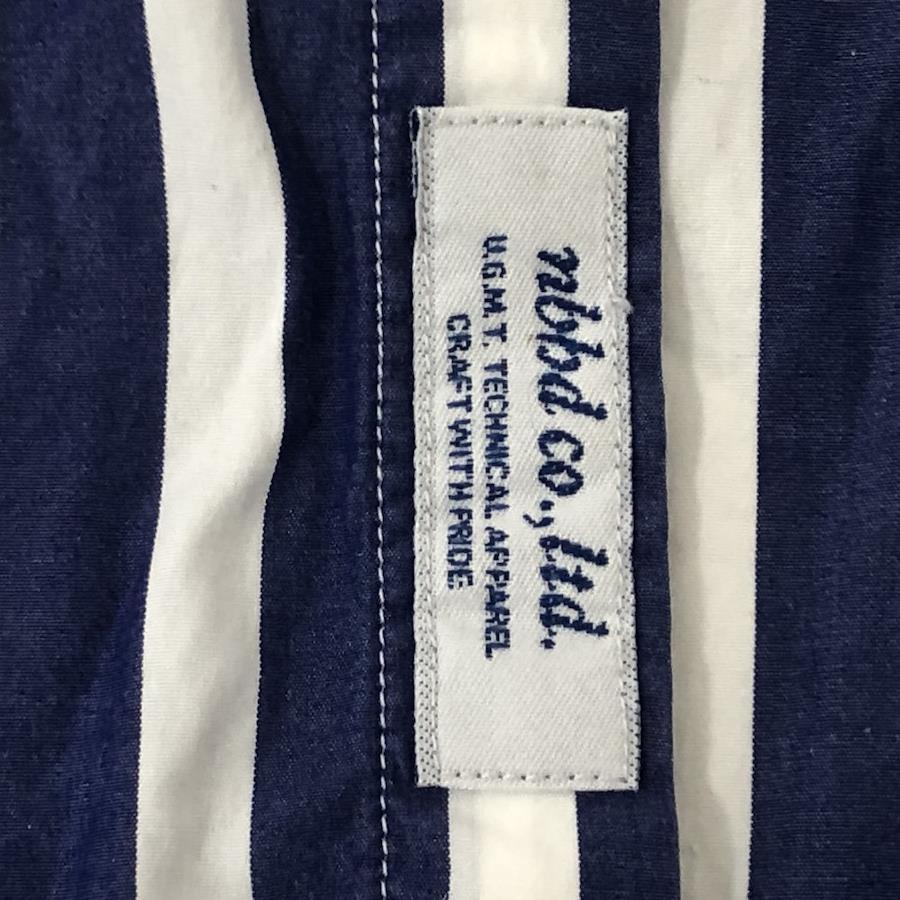 nbbd co., ltd.
U.G.M.T. TECHNICAL APPAREL
CRAFT WITH PRIDE